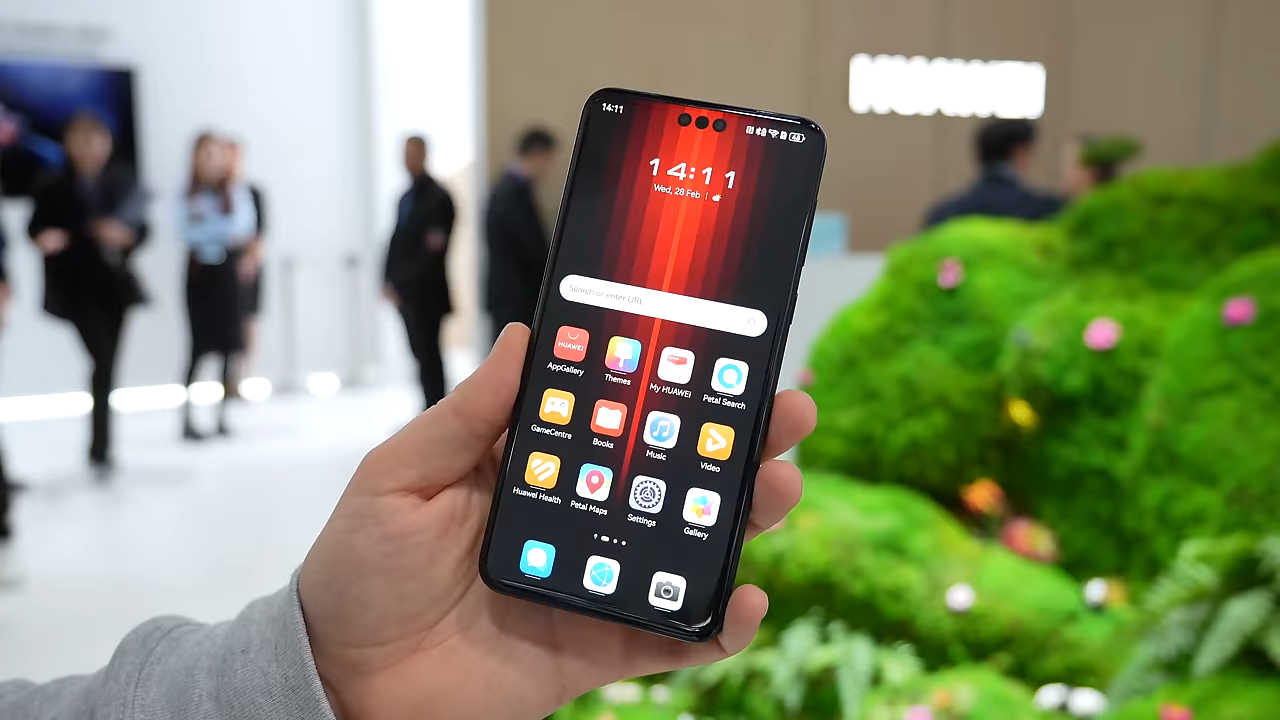 14:11
48
14:11
Wed, 28 Feb
Search or enter URL
HUAWEI
AppGallery
Themes
My HUAWEI
Petal Search
GameCentre
Books
Music
Video
Huawei Health
Petal Maps
Settings
Gallery